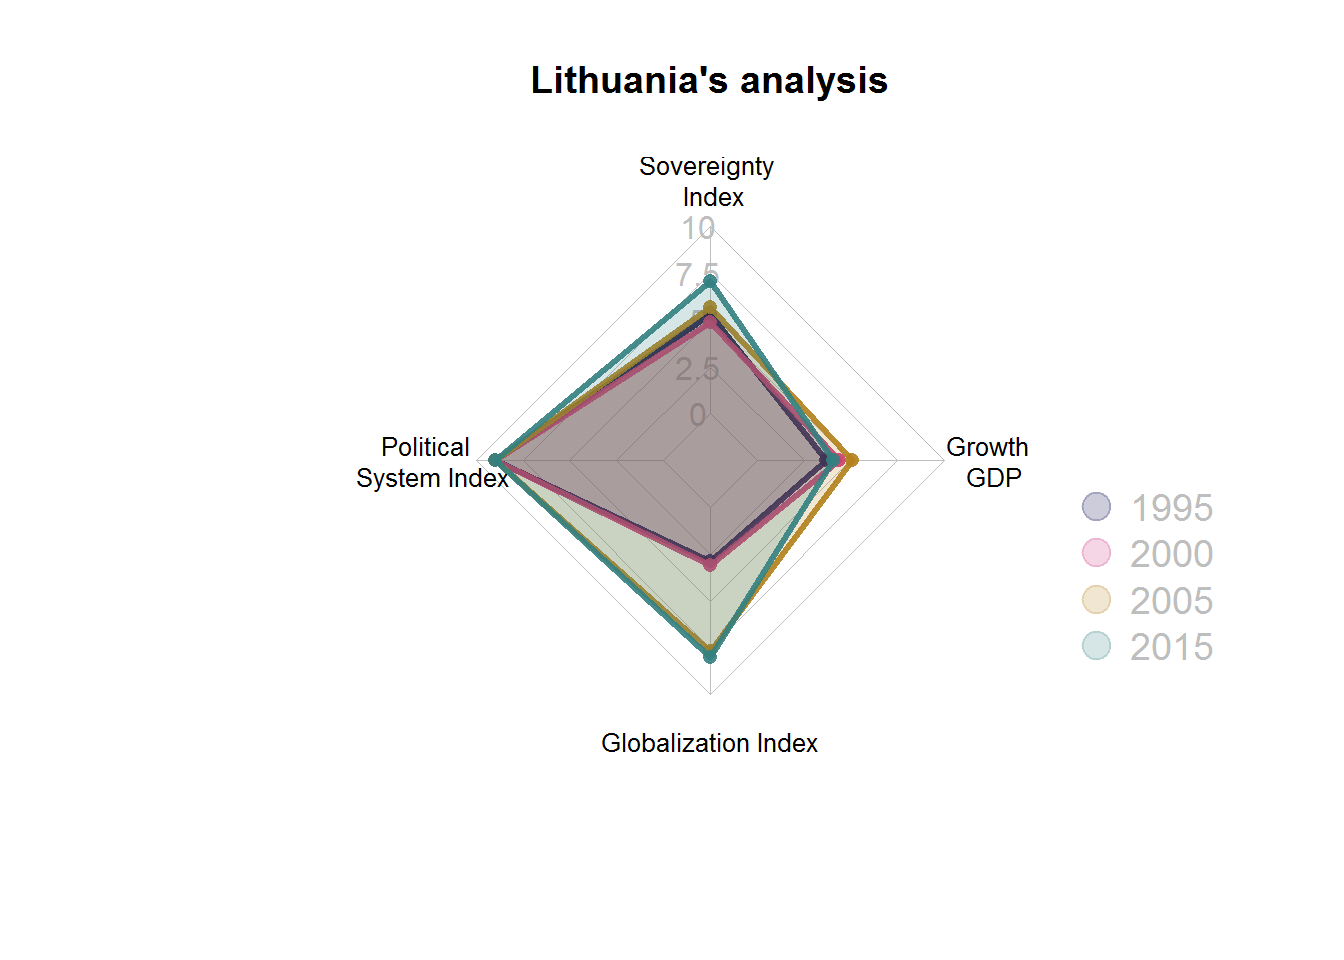 Lithuania's analysis
Sovereignty
Index
10
7.5
2.5
0
Political
System Index
Growth
GDP
1995
2000
2005
2015
Globalization Index